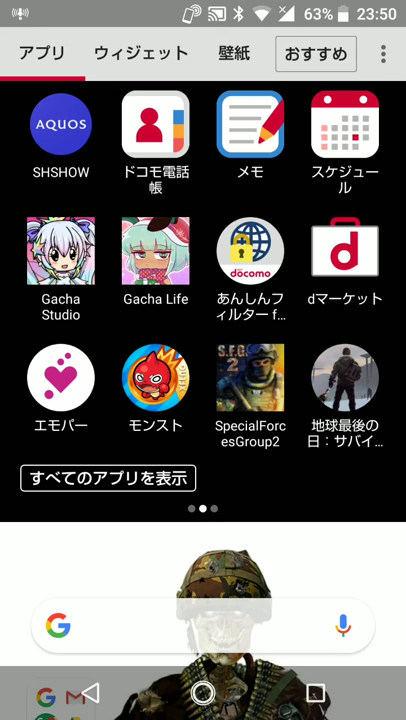 63% 23:50
アプリ ウィジェット 壁紙 おすすめ
AQUOS
SHSHOW
ドコモ電話
帳
メモ
スケジュー
ル
Gacha
Studio
Gacha Life
döcomo
あんしんフ
ィルター f...
d
dマーケット
エモパー
モンスト
S.F.G
2
SpecialForc
esGroup2
地球最後の
日：サバイ...
すべてのアプリを表示